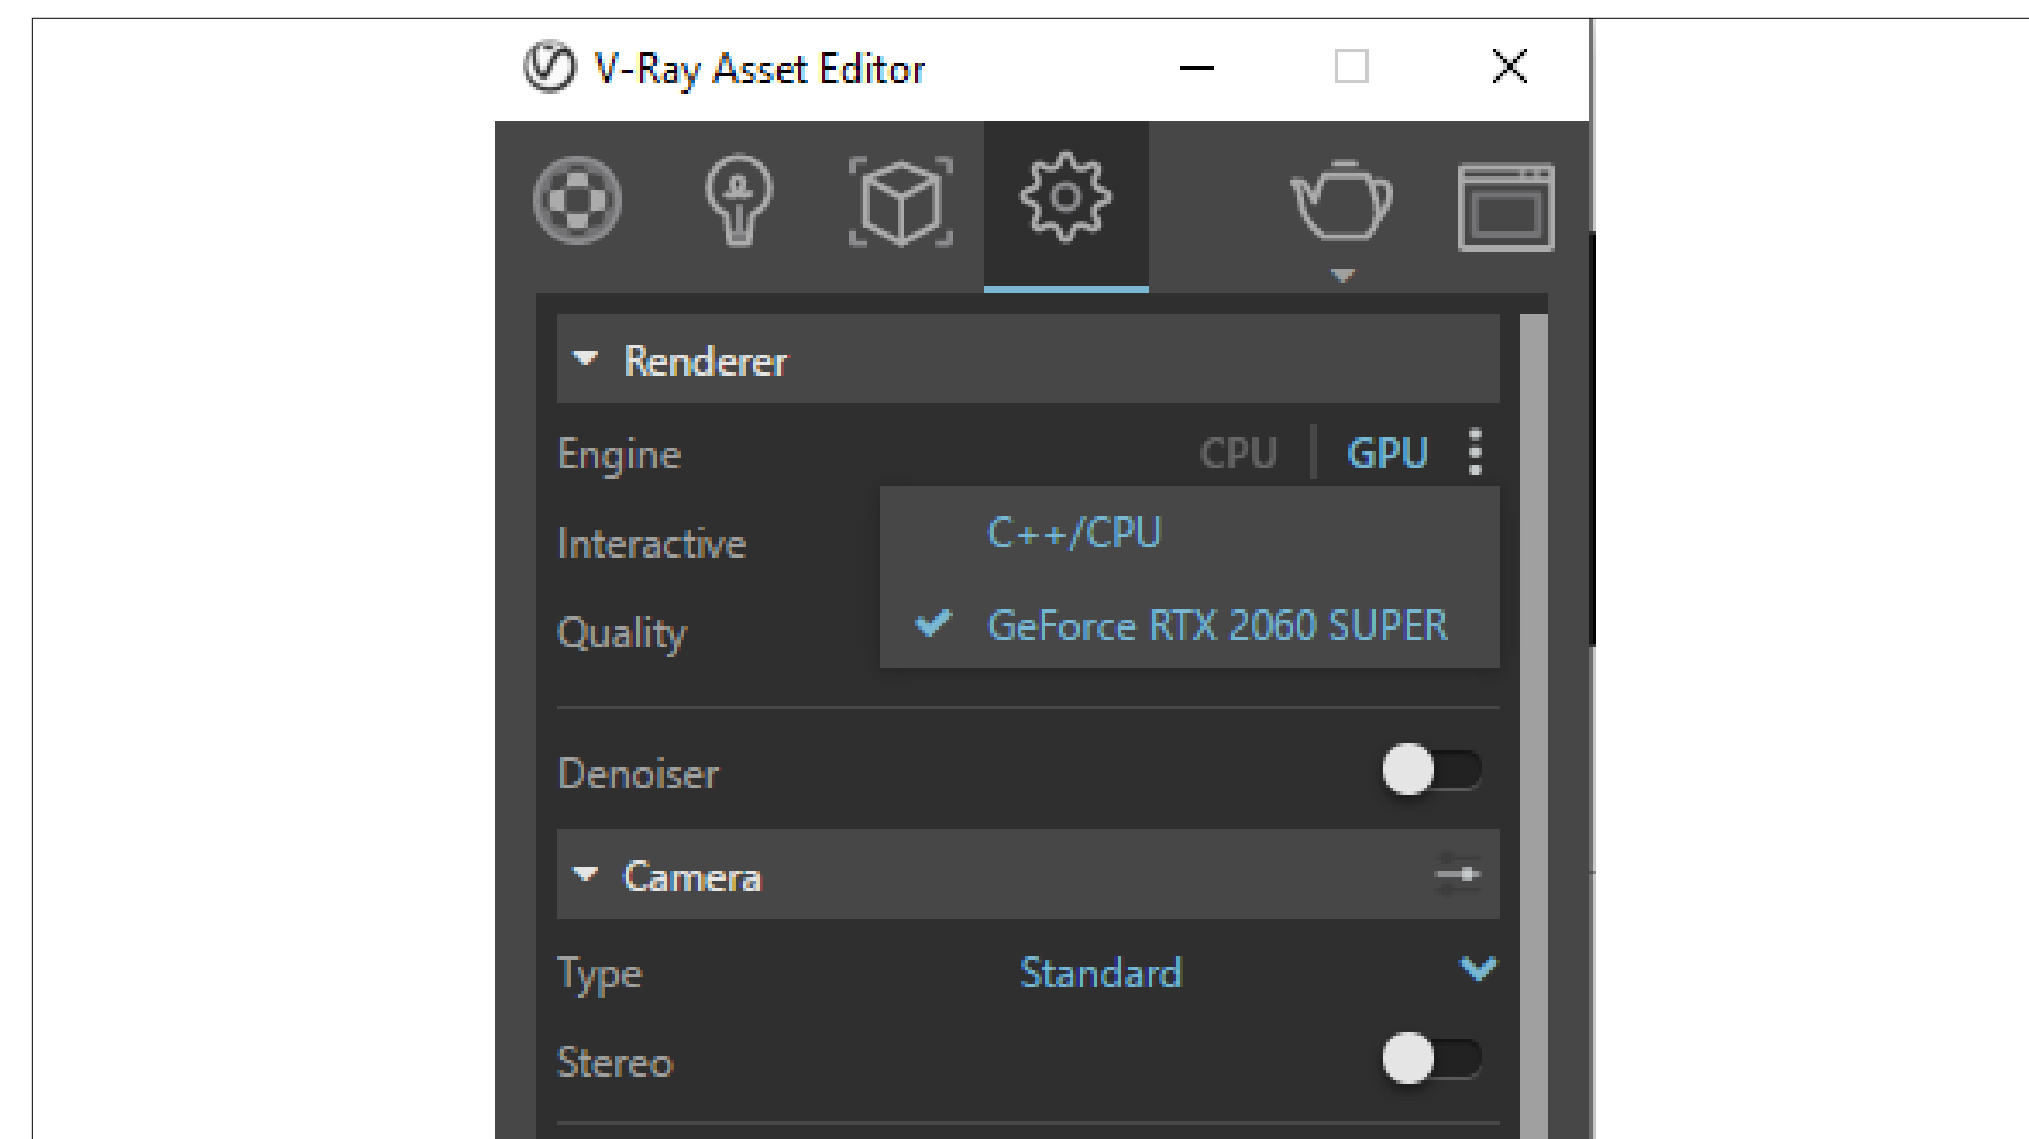 V-Ray Asset Editor
Renderer
Engine CPU GPU
C++/CPU
Interactive
GeForce RTX 2060 SUPER
Quality
Denoiser
Camera
Type Standard
Stereo